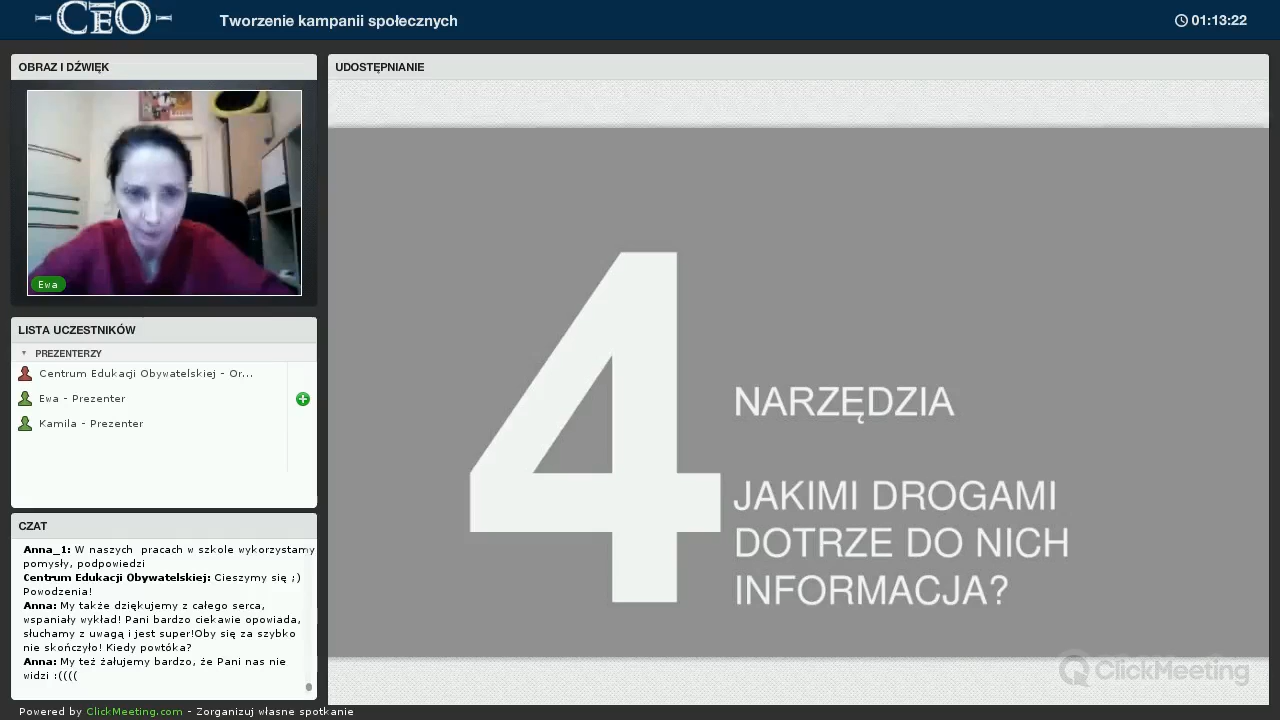 CEO
Tworzenie kampanii społecznych
01:13:22
OBRAZ I DŹWIĘK
Ewa
LISTA UCZESTNIKÓW
PREZENTERZY
Centrum Edukacji Obywatelskiej - Or...
Ewa - Prezenter
Kamila - Prezenter
CZAT
Anna_1: W naszych pracach w szkole wykorzystamy
pomysły, podpowiedzi
Centrum Edukacji Obywatelskiej: Cieszymy się ;)
Powodzenia!
Anna: My także dziękujemy z całego serca,
wspaniały wykład! Pani bardzo ciekawie opowiada,
słuchamy z uwagą i jest super!Oby się za szybko
nie skończyło! Kiedy powtóka?
Anna: My też żałujemy bardzo, że Pani nas nie
widzi :((((
UDOSTĘPNIANIE
4
NARZĘDZIA
JAKIMI DROGAMI
DOTRZE DO NICH
INFORMACJA?
ClickMeeting
Powered by ClickMeeting.com - Zorganizuj własne spotkanie